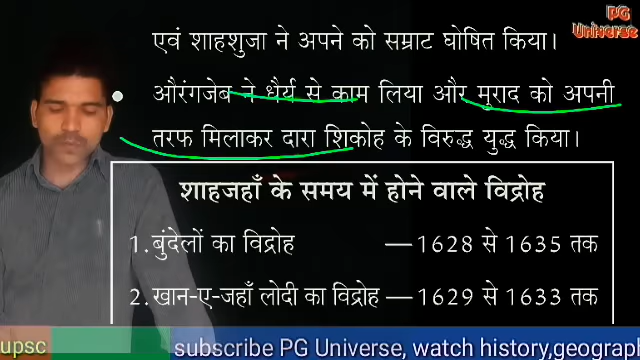 PG
Universe
एवं शाहशुजा ने अपने को सम्राट घोषित किया।
औरंगजेब ने धैर्य से काम लिया और मुराद को अपनी
तरफ मिलाकर दारा शिकोह के विरुद्ध युद्ध किया।
शाहजहाँ के समय में होने वाले विद्रोह
1. बुंदेलों का विद्रोह — 1628 से 1635 तक
2. खान-ए-जहाँ लोदी का विद्रोह — 1629 से 1633 तक
upsc subscribe PG Universe, watch history,geograph